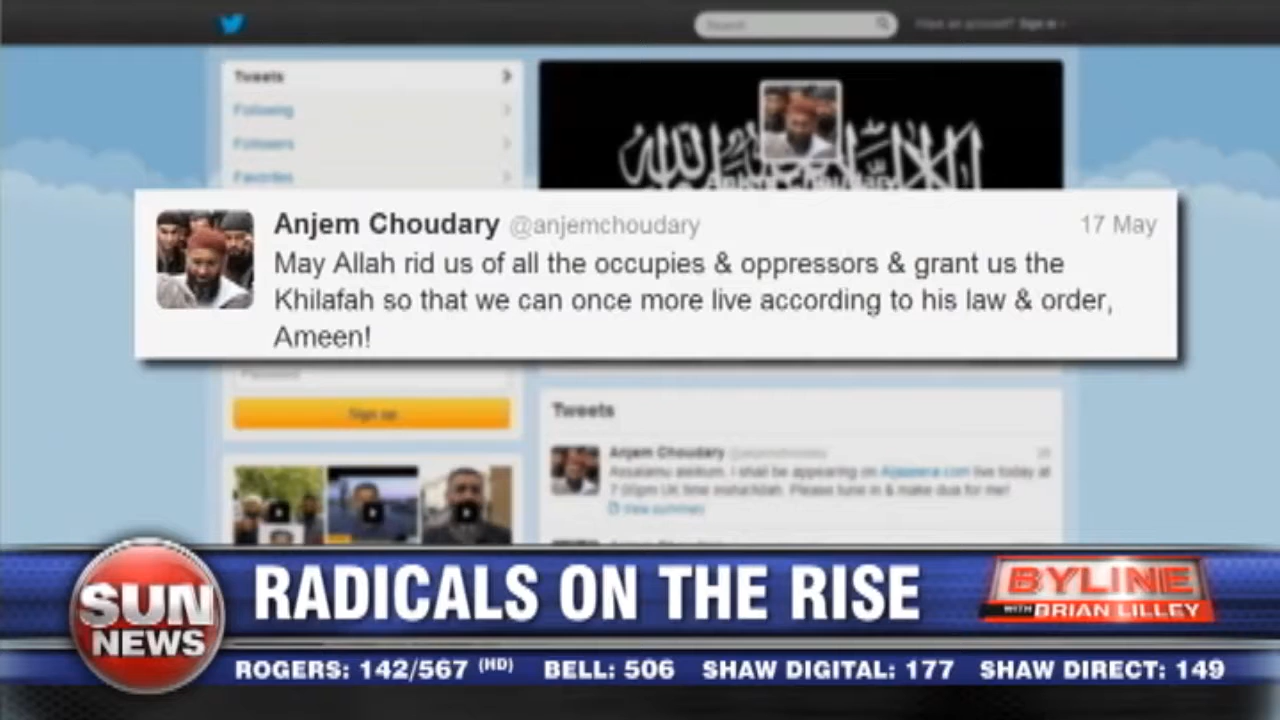 Search
Have an account? Sign in
Tweets
Following
Followers
Favorites
Anjem Choudary @anjemchoudary 17 May
May Allah rid us of all the occupies & oppressors & grant us the
Khilafah so that we can once more live according to his law & order,
Ameen!
Password
Sign up
Tweets
Anjem Choudary @anjemchoudary
Assalamu alaikum. I shall be appearing on Aljazeera.com live today at
7:00pm UK time insha'Allah. Please tune in & make dua for me!
View summary
SUN
NEWS
RADICALS ON THE RISE
BYLINE
WITH BRIAN LILLEY
ROGERS: 142/567 (HD) BELL: 506 SHAW DIGITAL: 177 SHAW DIRECT: 149